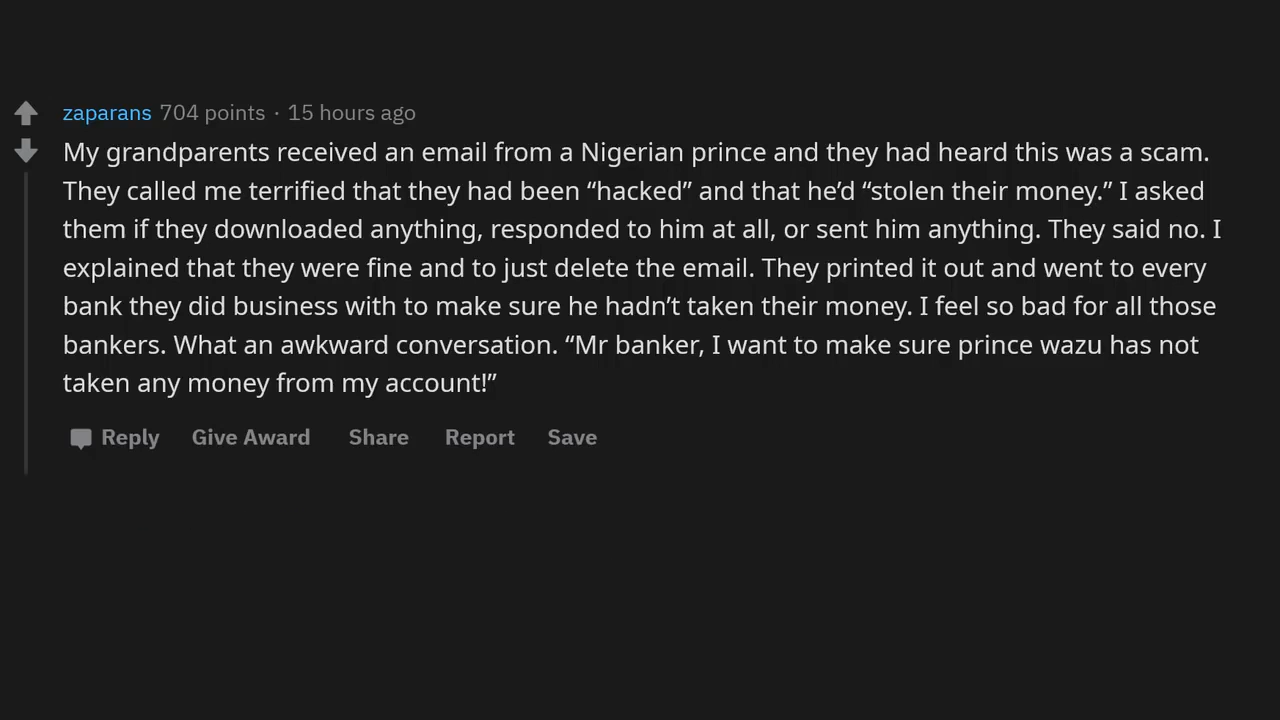 zaparans 704 points · 15 hours ago
My grandparents received an email from a Nigerian prince and they had heard this was a scam.
They called me terrified that they had been “hacked” and that he’d “stolen their money.” I asked
them if they downloaded anything, responded to him at all, or sent him anything. They said no. I
explained that they were fine and to just delete the email. They printed it out and went to every
bank they did business with to make sure he hadn’t taken their money. I feel so bad for all those
bankers. What an awkward conversation. “Mr banker, I want to make sure prince wazu has not
taken any money from my account!”
Reply Give Award Share Report Save